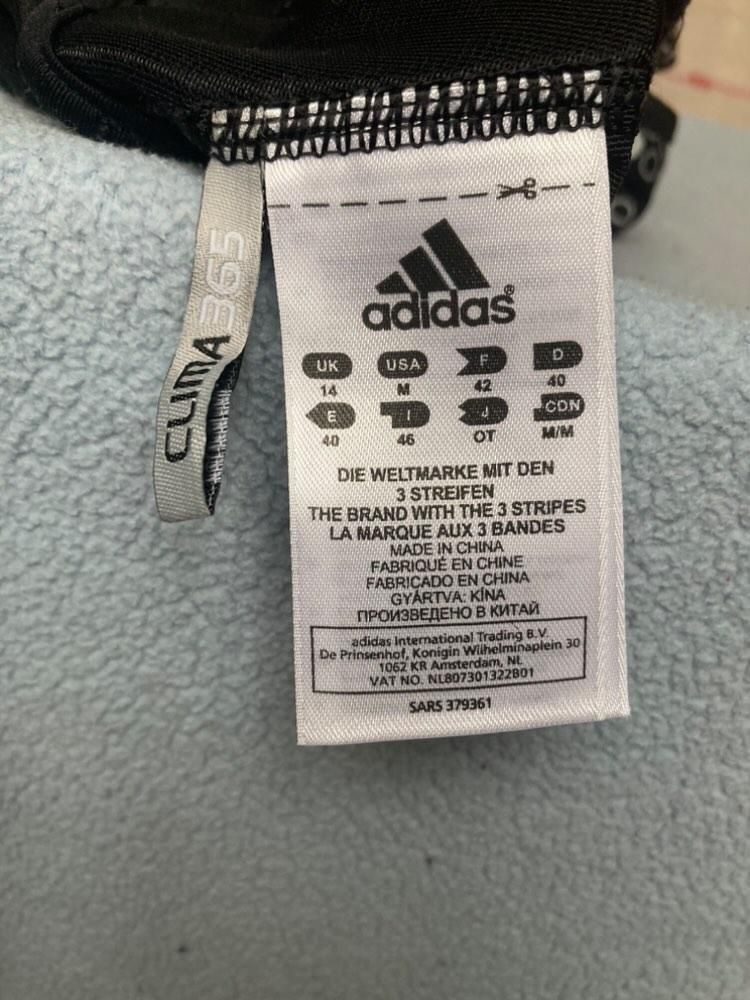 CLIMA365
adidas®
UK USA F D
14 M 42 40
E I J CDN
40 46 OT M/M
DIE WELTMARKE MIT DEN
3 STREIFEN
THE BRAND WITH THE 3 STRIPES
LA MARQUE AUX 3 BANDES
MADE IN CHINA
FABRIQUÉ EN CHINE
FABRICADO EN CHINA
GYÁRTVA: KÍNA
ПРОИЗВЕДЕНО В КИТАЙ
adidas International Trading B.V.
De Prinsenhof, Konigin Wilhelminaplein 30
1062 KR Amsterdam, NL
VAT NO. NL807301322B01
SARS 379361